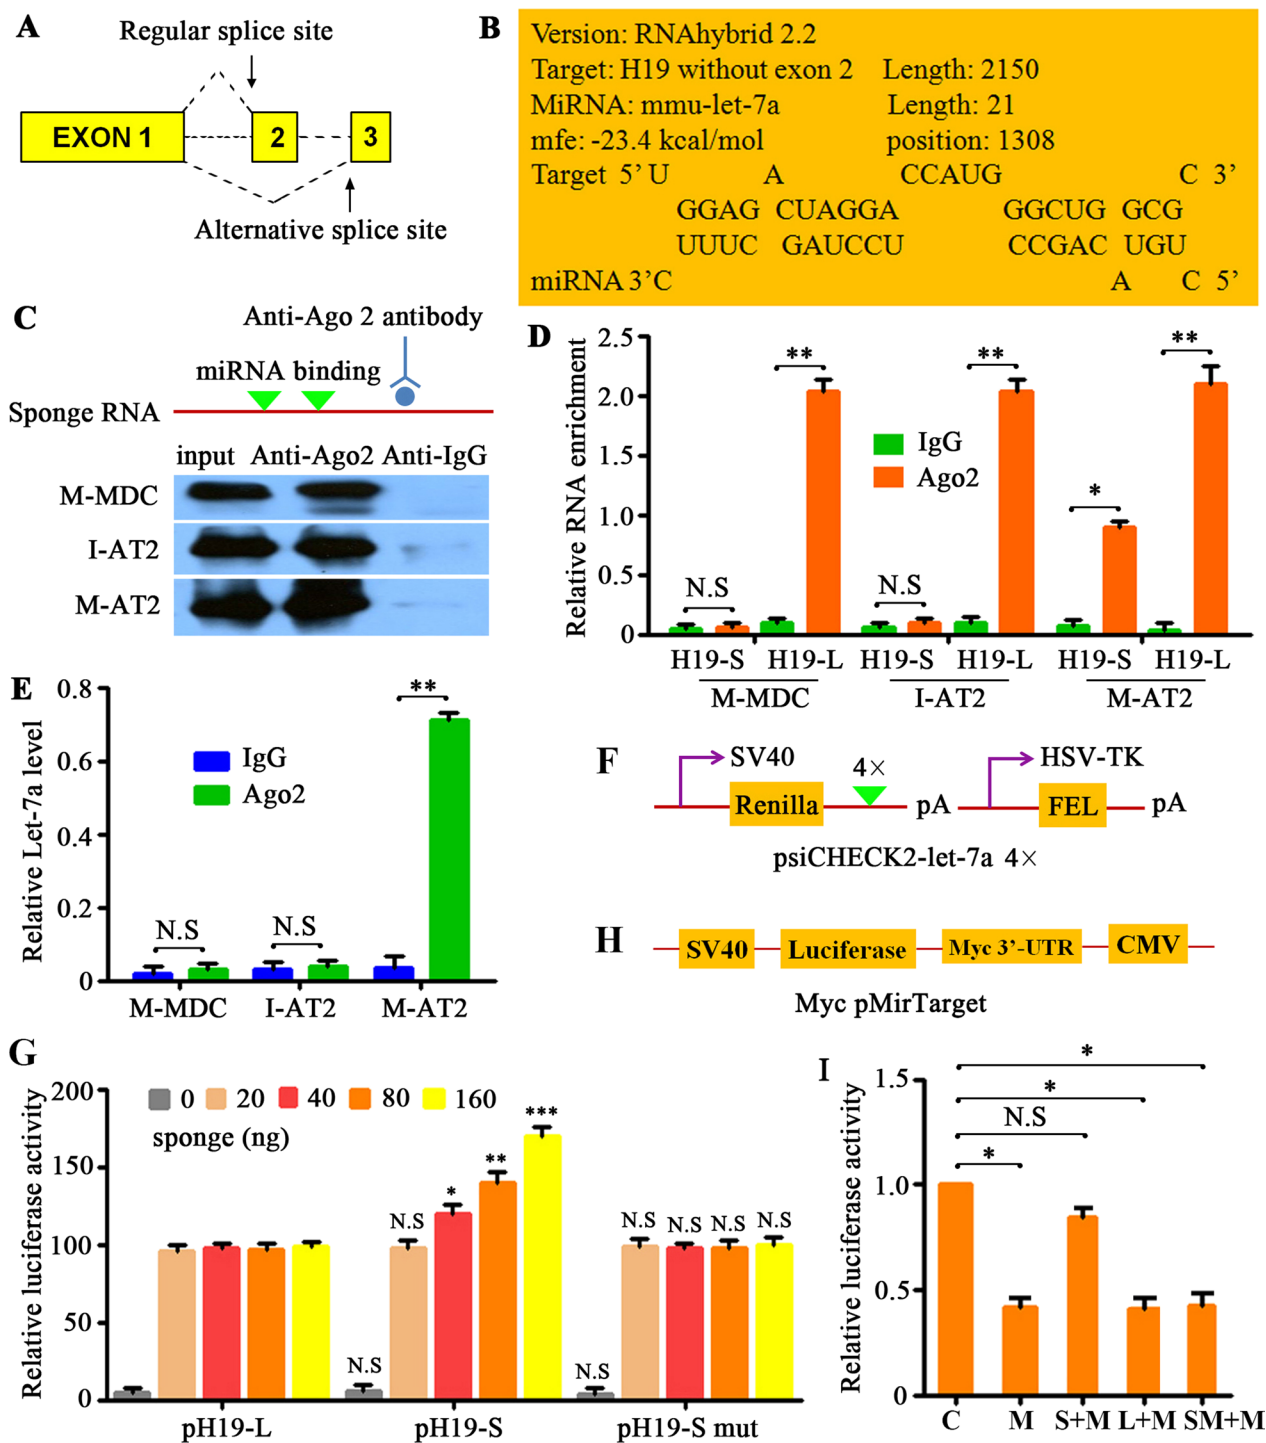 A
Regular splice site
EXON 1
2
3
Alternative splice site
B
Version: RNAhybrid 2.2
Target: H19 without exon 2 Length: 2150
MiRNA: mmu-let-7a Length: 21
mfe: -23.4 kcal/mol position: 1308
Target 5’ U A CCAUG C 3’
GGAG CUAGGA GGCUG GCG
UUUC GAUCCU CCGAC UGU
miRNA 3’C A C 5’
C
Anti-Ago 2 antibody
miRNA binding
Sponge RNA
input Anti-Ago2 Anti-IgG
M-MDC
I-AT2
M-AT2
D
Relative RNA enrichment
2.5
2.0
1.5
1.0
0.5
0
IgG
Ago2
N.S ** N.S ** * **
H19-S H19-L H19-S H19-L H19-S H19-L
M-MDC I-AT2 M-AT2
E
Relative Let-7a level
0.8
0.6
0.4
0.2
0
IgG
Ago2
N.S N.S **
M-MDC I-AT2 M-AT2
F
SV40 4× HSV-TK
Renilla pA FEL pA
psiCHECK2-let-7a 4×
H
SV40 Luciferase Myc 3’-UTR CMV
Myc pMirTarget
G
Relative luciferase activity
200
150
100
50
0
0 20 40 80 160
sponge (ng)
N.S N.S * ** ***
N.S N.S N.S N.S N.S
pH19-L pH19-S pH19-S mut
I
Relative luciferase activity
1.5
1.0
0.5
0
*
*
N.S
*
C M S+M L+M SM+M